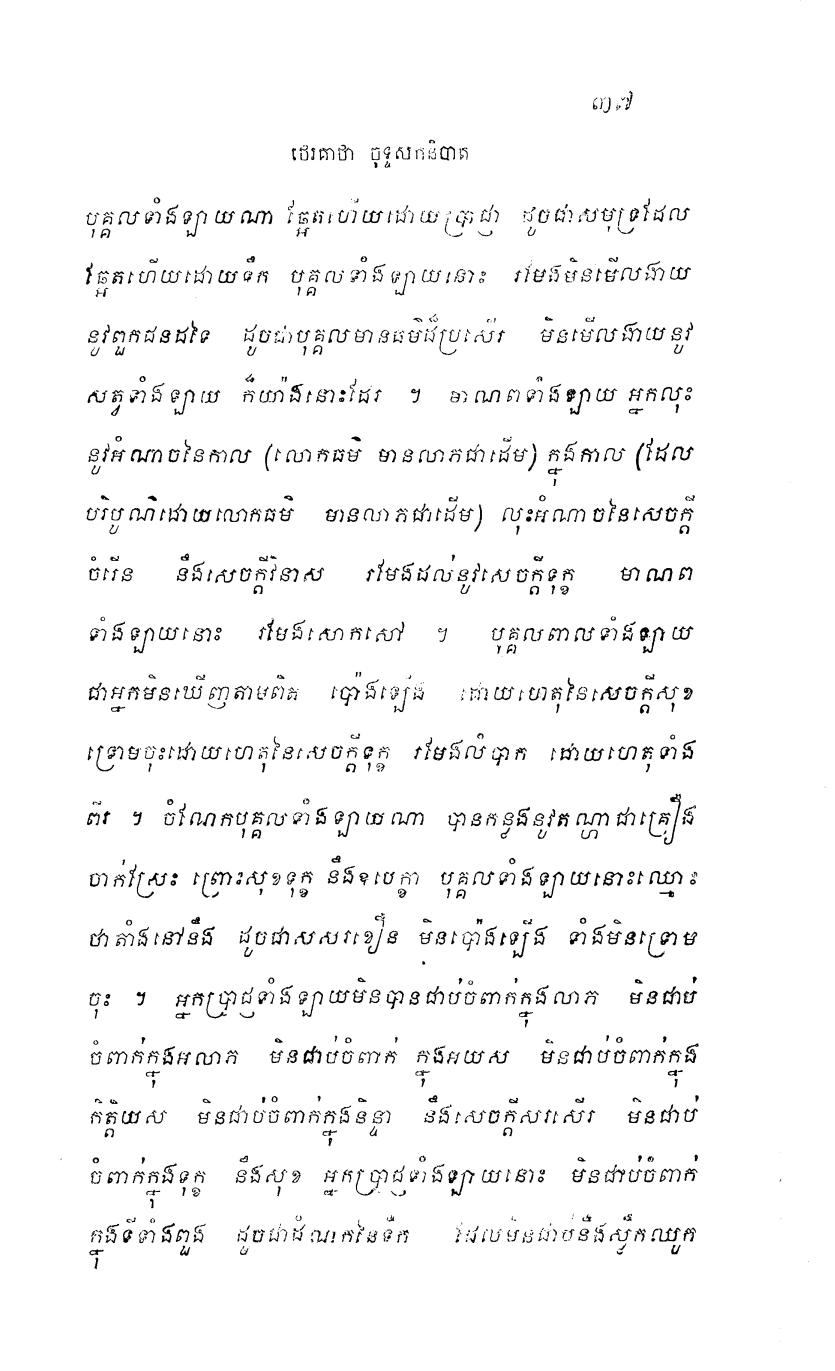 ៣៧
ថេរគាថា ចុទ្ទសកនិបាត
បុគ្គលទាំងឡាយណា ឆ្អែតហើយដោយប្រាជ្ញា ដូចជាសមុទ្រដែល
ឆ្អែតហើយដោយទឹក បុគ្គលទាំងឡាយនោះ រមែងមិនមើលងាយ
នូវពួកជនដទៃ ដូចជាបុគ្គលមានធម៌ដ៏ប្រសើរ មិនមើលងាយនូវ
សត្វទាំងឡាយ ក៏យ៉ាងនោះដែរ ។ មាណពទាំងឡាយ អ្នកលុះ
នូវអំណាចនៃកាល (លោកធម៌ មានលាភជាដើម) ក្នុងកាល (ដែល
បរិបូណ៌ដោយលោកធម៌ មានលាភជាដើម) លុះអំណាចនៃសេចក្តី
ចំរើន នឹងសេចក្តីវិនាស រមែងដល់នូវសេចក្តីទុក្ខ មាណព
ទាំងឡាយនោះ រមែងសោកសៅ ។ បុគ្គលពាលទាំងឡាយ
ជាអ្នកមិនឃើញតាមពិត ប៉ោងឡើង ដោយហេតុនៃសេចក្តីសុខ
ទ្រោមចុះដោយហេតុនៃសេចក្តីទុក្ខ រមែងលំបាក ដោយហេតុទាំង
ពីរ ។ ចំណែកបុគ្គលទាំងឡាយណា បានកន្លងនូវតណ្ហាជាគ្រឿង
ចាក់ស្រែះ ព្រោះសុខទុក្ខ នឹងឧបេក្ខា បុគ្គលទាំងឡាយនោះឈ្មោះ
ថាតាំងនៅនឹង ដូចជាសសរខឿន មិនប៉ោងឡើង ទាំងមិនទ្រោម
ចុះ ។ អ្នកប្រាជ្ញទាំងឡាយមិនបានជាប់ចំពាក់ក្នុងលាភ មិនជាប់
ចំពាក់ក្នុងអលាភ មិនជាប់ចំពាក់ ក្នុងអយស មិនជាប់ចំពាក់ក្នុង
កិត្តិយស មិនជាប់ចំពាក់ក្នុងនិន្ទា នឹងសេចក្តីសរសើរ មិនជាប់
ចំពាក់ក្នុងទុក្ខ នឹងសុខ អ្នកប្រាជ្ញទាំងឡាយនោះ មិនជាប់ចំពាក់
ក្នុងទីទាំងពួង ដូចជាដំណក់នៃទឹក ដែលមិនជាប់នឹងស្លឹកឈូក